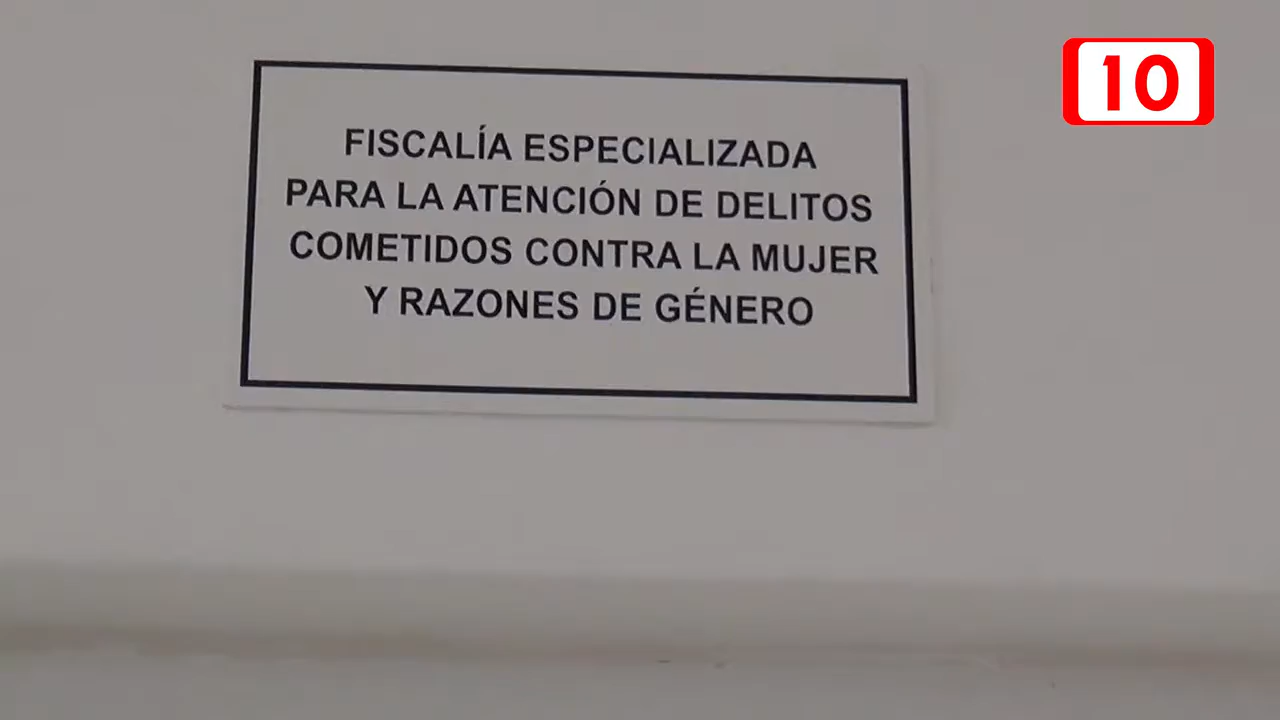 10
FISCALÍA ESPECIALIZADA
PARA LA ATENCIÓN DE DELITOS
COMETIDOS CONTRA LA MUJER
Y RAZONES DE GÉNERO